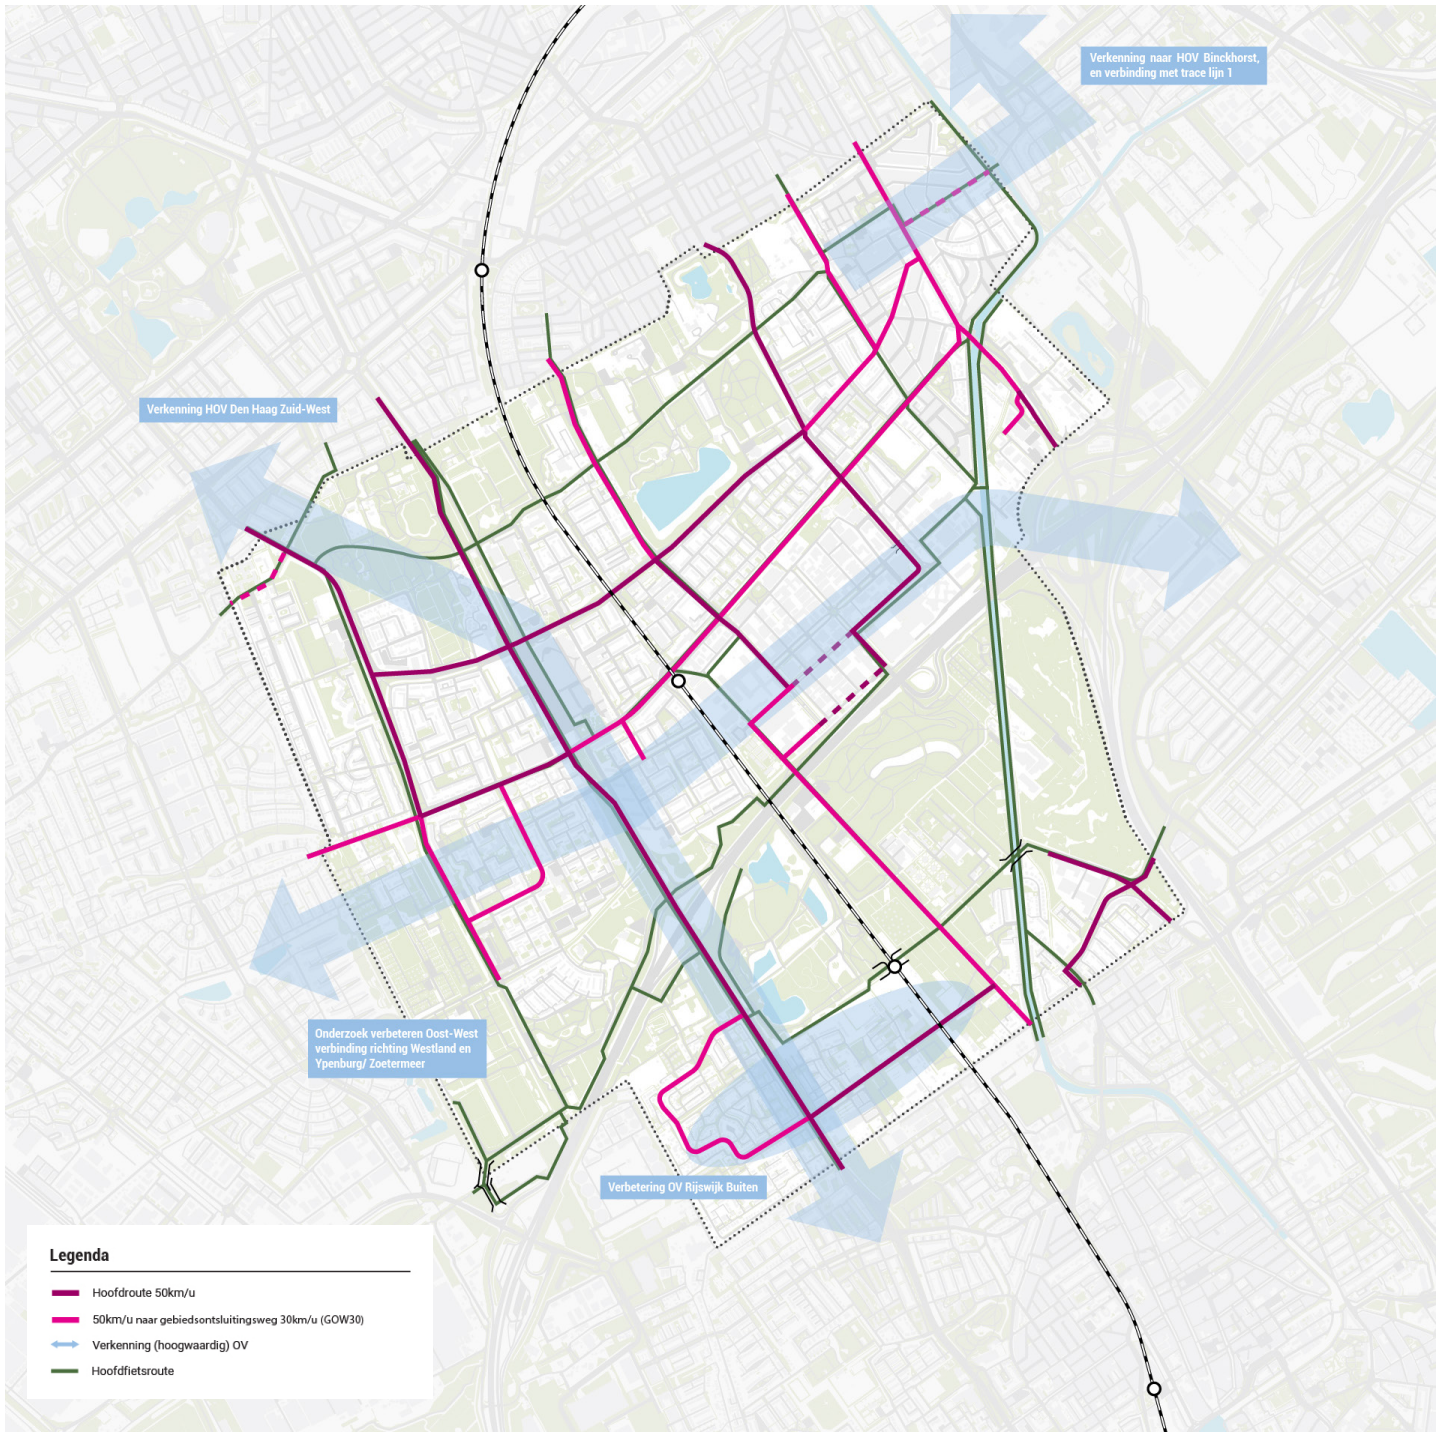 Verkenning naar HOV Binckhorst,
en verbinding met trace lijn 1
Verkenning HOV Den Haag Zuid-West
Onderzoek verbeteren Oost-West
verbinding richting Westland en
Ypenburg/ Zoetermeer
Verbetering OV Rijswijk Buiten
Legenda
Hoofdroute 50km/u
50km/u naar gebiedsontsluitingsweg 30km/u (GOW30)
Verkenning (hoogwaardig) OV
Hoofdfietsroute